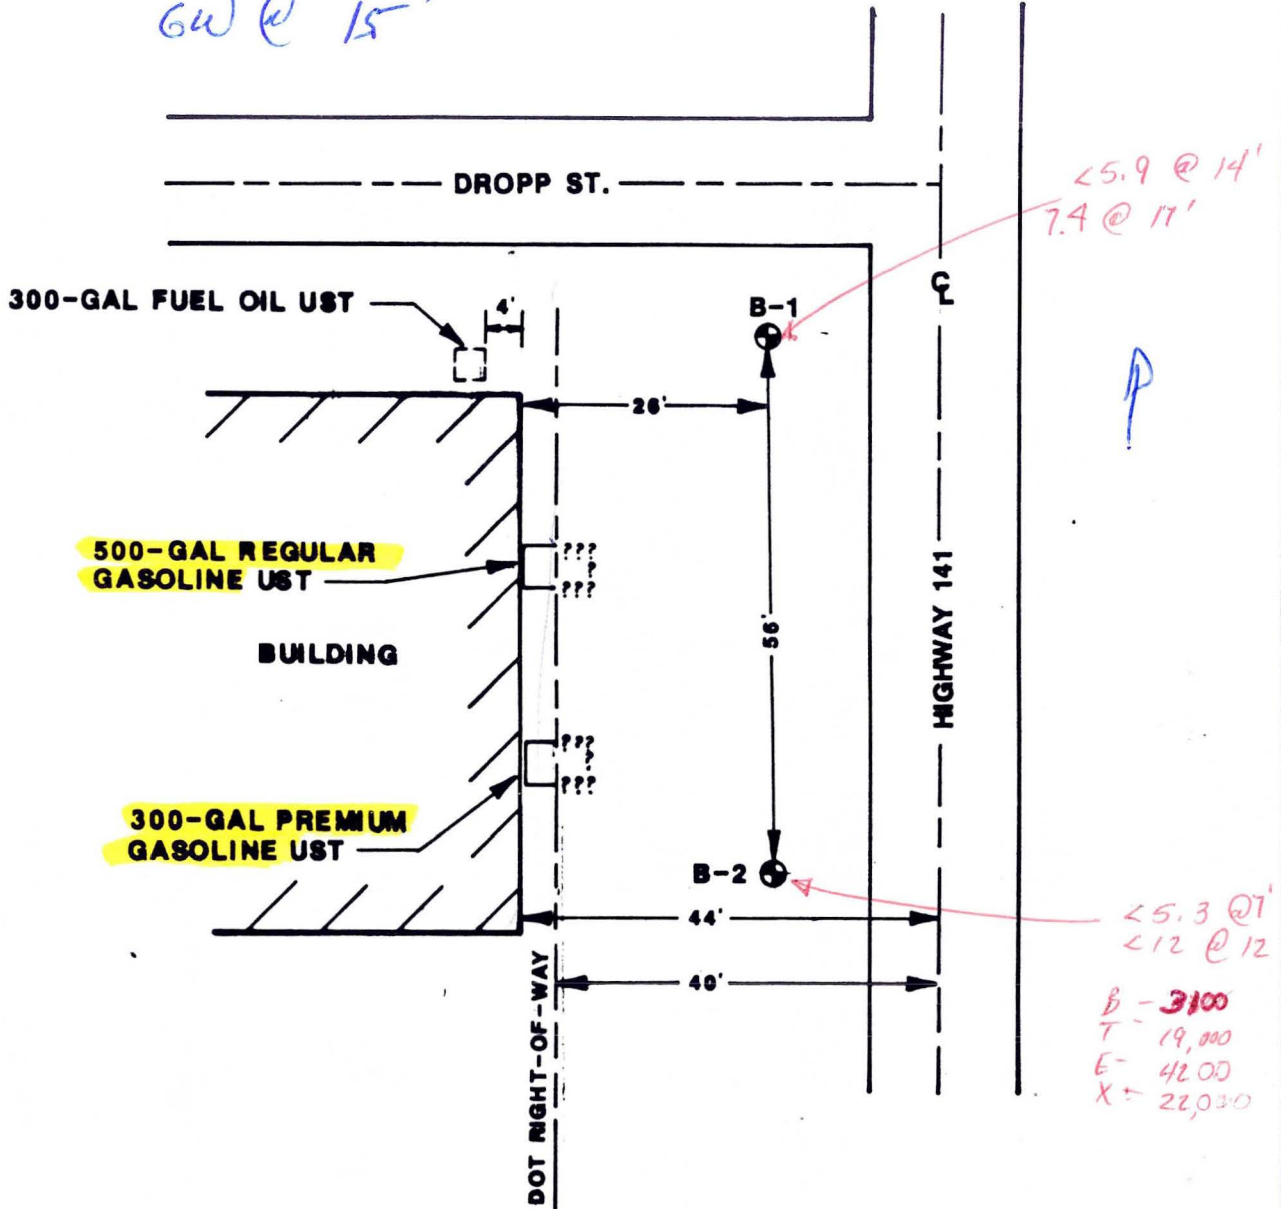 GW @ 15'
DROPP ST.
<5.9 @ 14'
7.4 @ 17'
300-GAL FUEL OIL UST
4'
B-1
℄
26'
500-GAL REGULAR
GASOLINE UST
???
?
???
BUILDING
56'
HIGHWAY 141
???
?
???
300-GAL PREMIUM
GASOLINE UST
B-2
44'
<5.3 @7'
<12 @ 12
40'
B - 3100
T - 19,000
E - 4200
X - 22,000
DOT RIGHT-OF-WAY